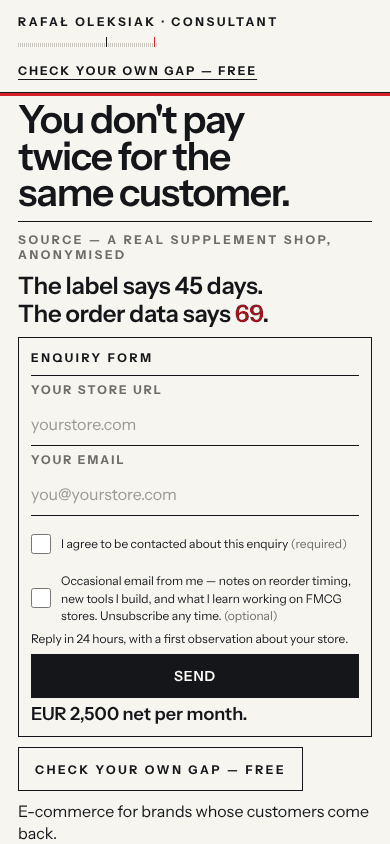 RAFAŁ OLEKSIAK · CONSULTANT
CHECK YOUR OWN GAP — FREE
You don't pay
twice for the
same customer.
SOURCE — A REAL SUPPLEMENT SHOP,
ANONYMISED
The label says 45 days.
The order data says 69.
ENQUIRY FORM
YOUR STORE URL
yourstore.com
YOUR EMAIL
you@yourstore.com
I agree to be contacted about this enquiry (required)
Occasional email from me — notes on reorder timing,
new tools I build, and what I learn working on FMCG
stores. Unsubscribe any time. (optional)
Reply in 24 hours, with a first observation about your store.
SEND
EUR 2,500 net per month.
CHECK YOUR OWN GAP — FREE
E-commerce for brands whose customers come
back.